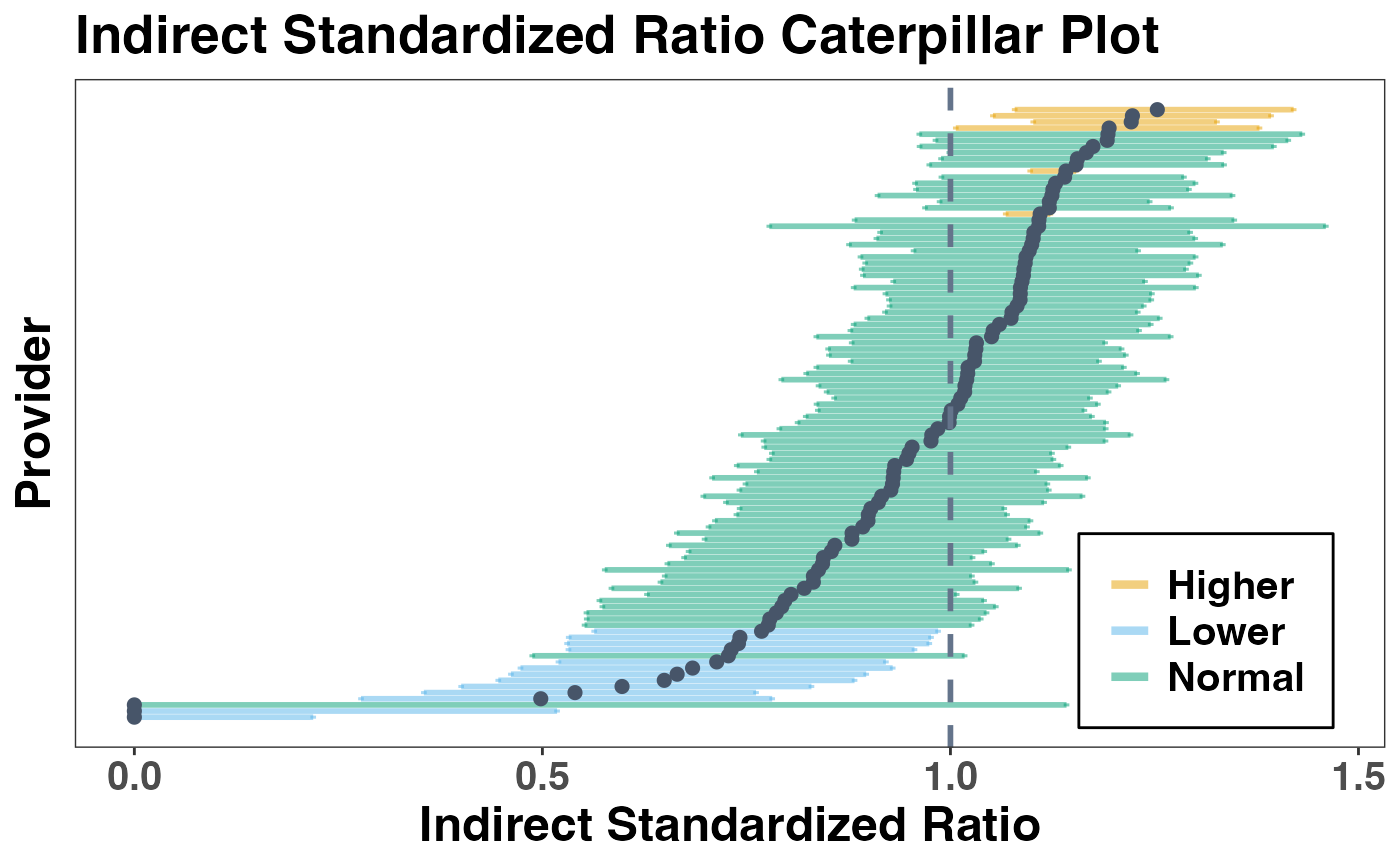 Indirect Standardized Ratio Caterpillar Plot
Provider
Higher
Lower
Normal
0.0 0.5 1.0 1.5
Indirect Standardized Ratio